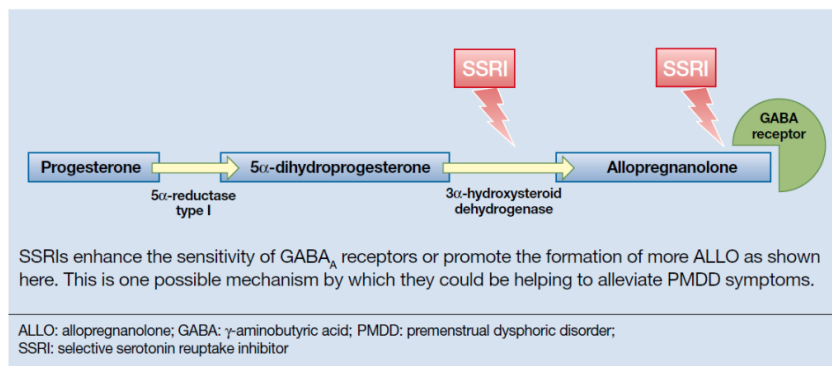 SSRI
SSRI
GABA
receptor
Progesterone
5α-dihydroprogesterone
Allopregnanolone
5α-reductase
type I
3α-hydroxysteroid
dehydrogenase
SSRIs enhance the sensitivity of GABA_A receptors or promote the formation of more ALLO as shown
here. This is one possible mechanism by which they could be helping to alleviate PMDD symptoms.
ALLO: allopregnanolone; GABA: γ-aminobutyric acid; PMDD: premenstrual dysphoric disorder;
SSRI: selective serotonin reuptake inhibitor